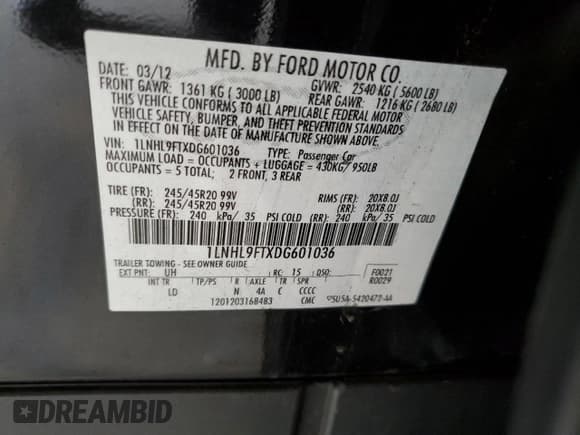 MFD. BY FORD MOTOR CO.
DATE: 03/12 GVWR: 2540 KG ( 5600 LB)
FRONT GAWR: 1361 KG ( 3000 LB) REAR GAWR: 1216 KG ( 2680 LB)
THIS VEHICLE CONFORMS TO ALL APPLICABLE FEDERAL MOTOR
VEHICLE SAFETY, BUMPER, AND THEFT PREVENTION STANDARDS
IN EFFECT ON THE DATE OF MANUFACTURE SHOWN ABOVE.
VIN: 1LNHL9FTXDG601036 TYPE: Passenger Car
MAXIMUM LOAD = OCCUPANTS + LUGGAGE = 430KG/ 950LB
OCCUPANTS = 5 TOTAL; 2 FRONT, 3 REAR
TIRE (FR): 245/45R20 99V RIMS (FR): 20X8.0J
(RR): 245/45R20 99V (RR): 20X8.0J
PRESSURE (FR): 240 kPa/ 35 PSI COLD (RR): 240 kPa/ 35 PSI COLD
1LNHL9FTXDG601036
TRAILER TOWING - SEE OWNER GUIDE
EXT PNT: UH RC: 15 DSO: F0021
R0029
INT TR TP/PS R AXLE TR SPR
LD N 4A C CCCC
120120316B4B3 CMC 5U5A-5420472-AA
DREAMBID